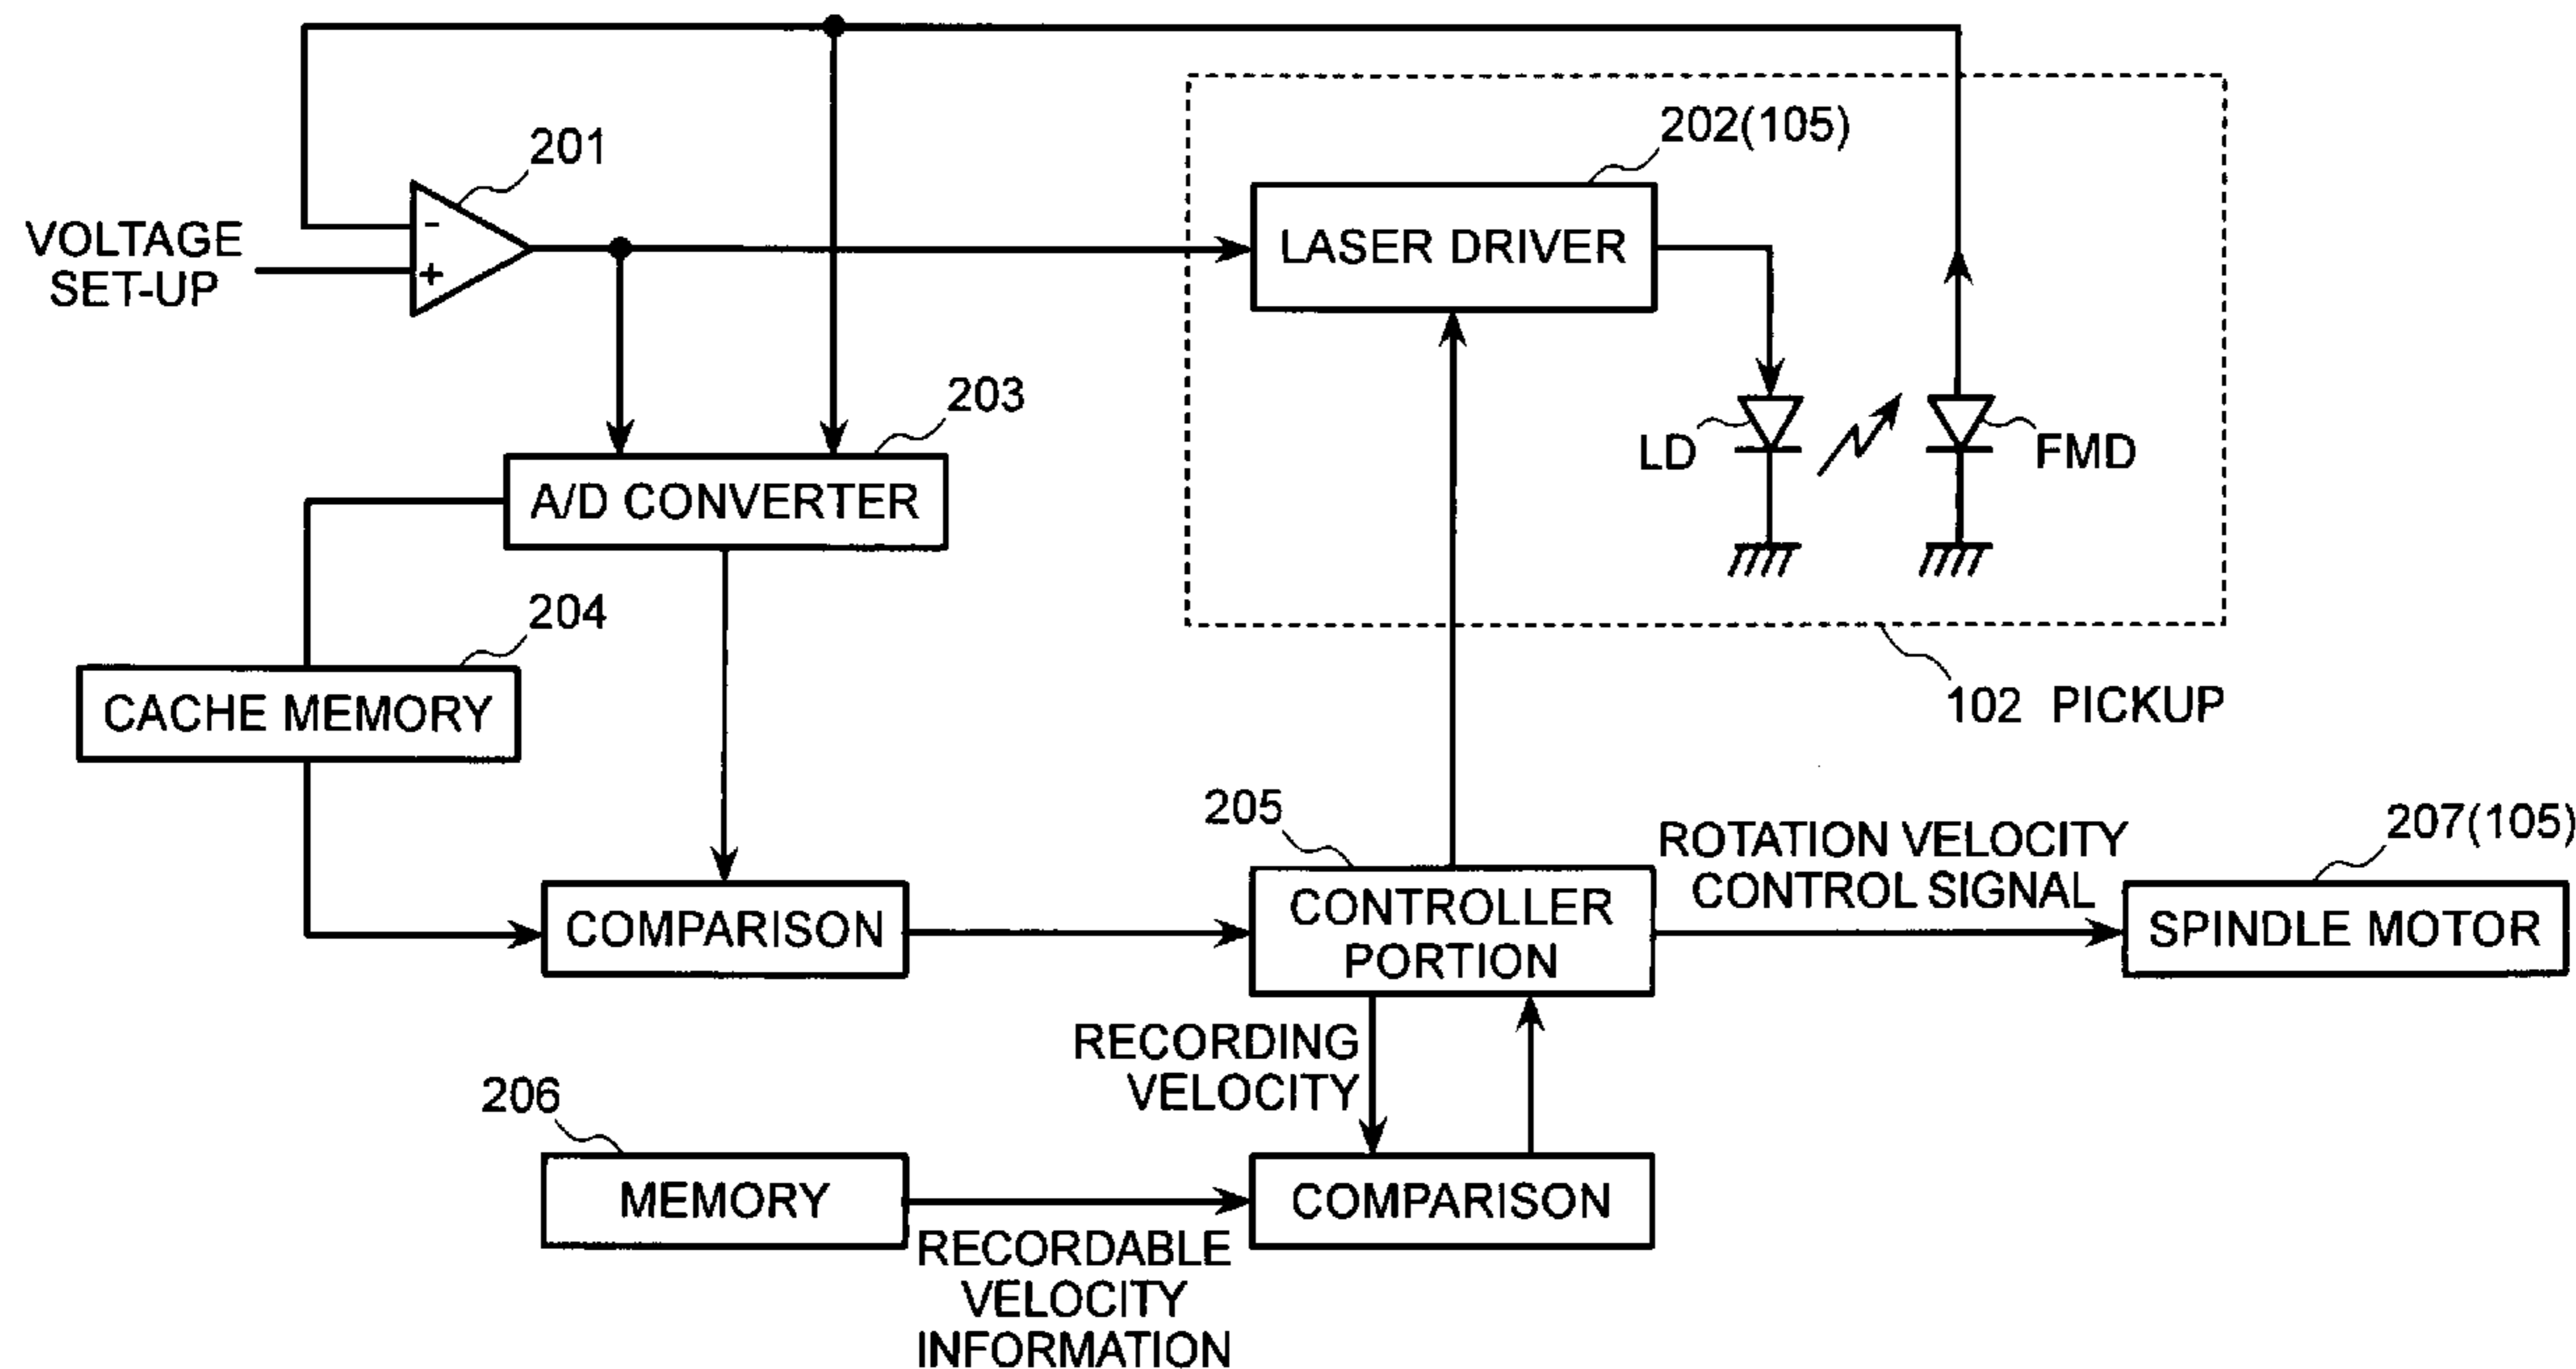 201
202(105)
VOLTAGE
SET-UP
-
+
LASER DRIVER
203
LD
FMD
A/D CONVERTER
204
CACHE MEMORY
102 PICKUP
205
ROTATION VELOCITY
CONTROL SIGNAL
207(105)
COMPARISON
CONTROLLER
PORTION
SPINDLE MOTOR
RECORDING
VELOCITY
206
MEMORY
COMPARISON
RECORDABLE
VELOCITY
INFORMATION